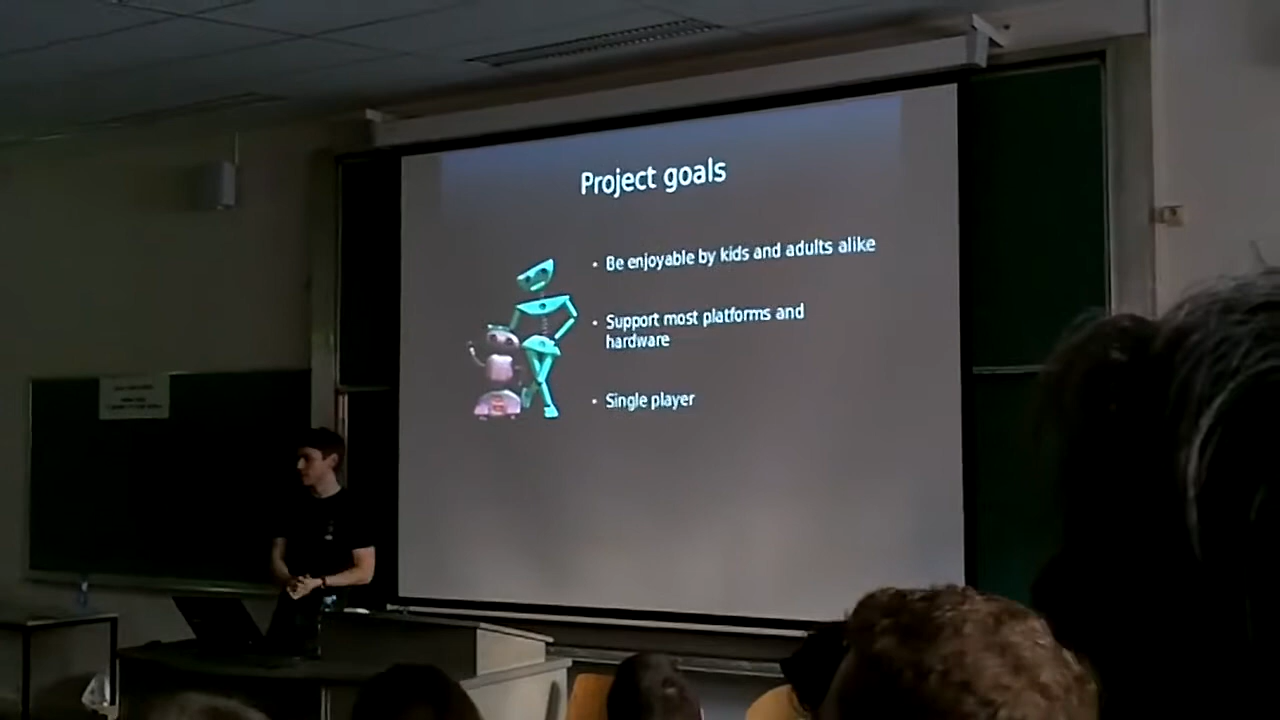 Project goals
• Be enjoyable by kids and adults alike
• Support most platforms and
hardware
• Single player